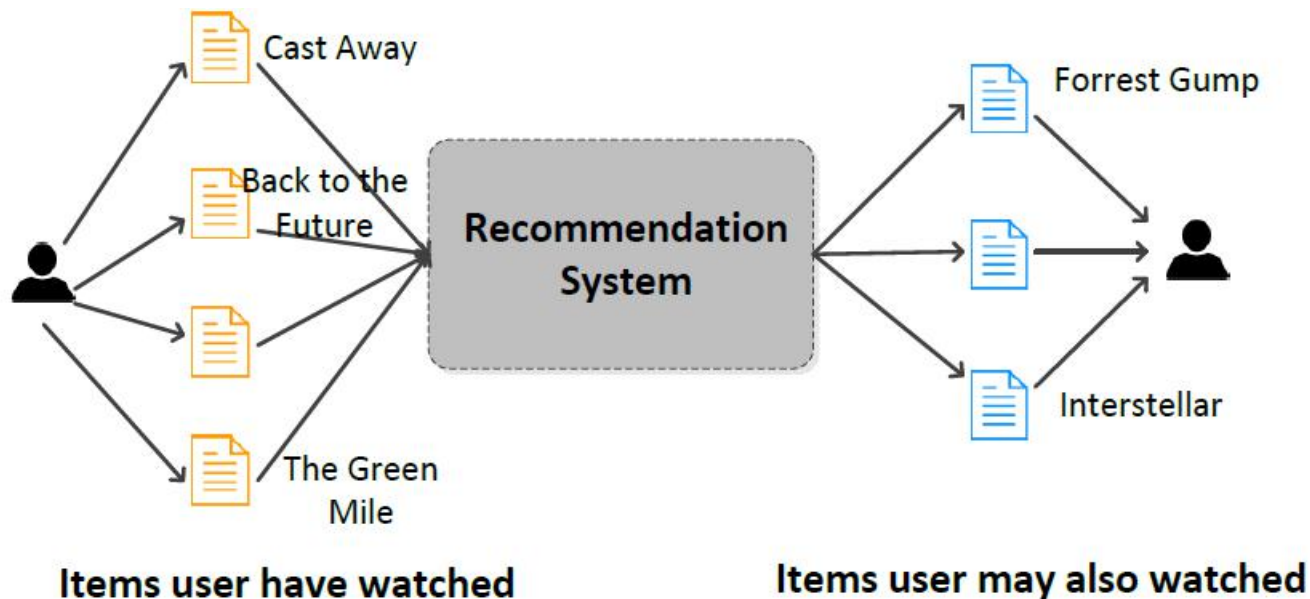 Cast Away
Back to the
Future
The Green
Mile
Recommendation
System
Forrest Gump
Interstellar
Items user have watched
Items user may also watched